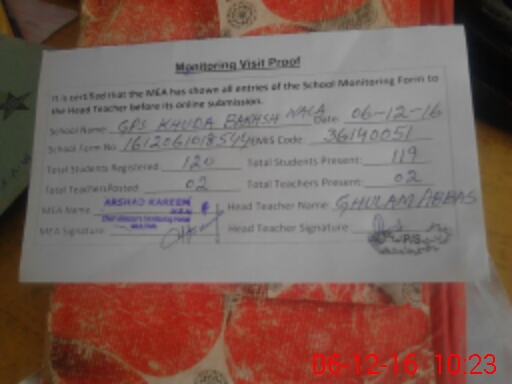 Monitoring Visit Proof
It is certified that the MEA has shown all entries of the School Monitoring Form to
the Head Teacher before its online submission.
School Name: GPS KHUDA BAKHSH WALA Date: 06-12-16
School Form No EMIS Code: 36140051
Total Students Registered: 120 Total Students Present: 119
Total Teachers Posted 02 Total Teachers Present: 02
MEA Name ARSHAD KAREEM Head Teacher Name: GHULAM ABBAS
MEA Signature: Head Teacher Signature:
06-12-16 10:23